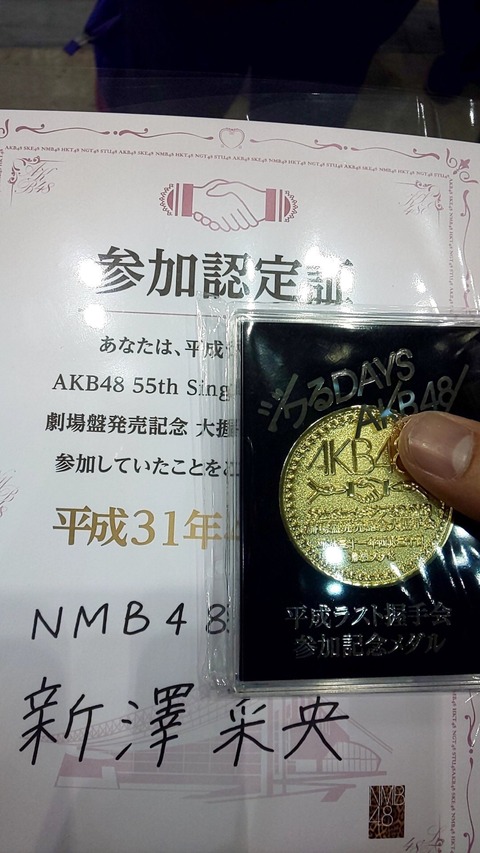 参加認定証
あなたは、平成
AKB48 55th Sing
劇場盤発売記念 大握
参加していたことを
平成31年
NMB48
新澤 采央
ジワるDAYS
AKB48
AKB48
平成ラスト握手会
参加記念メダル
NMB
48